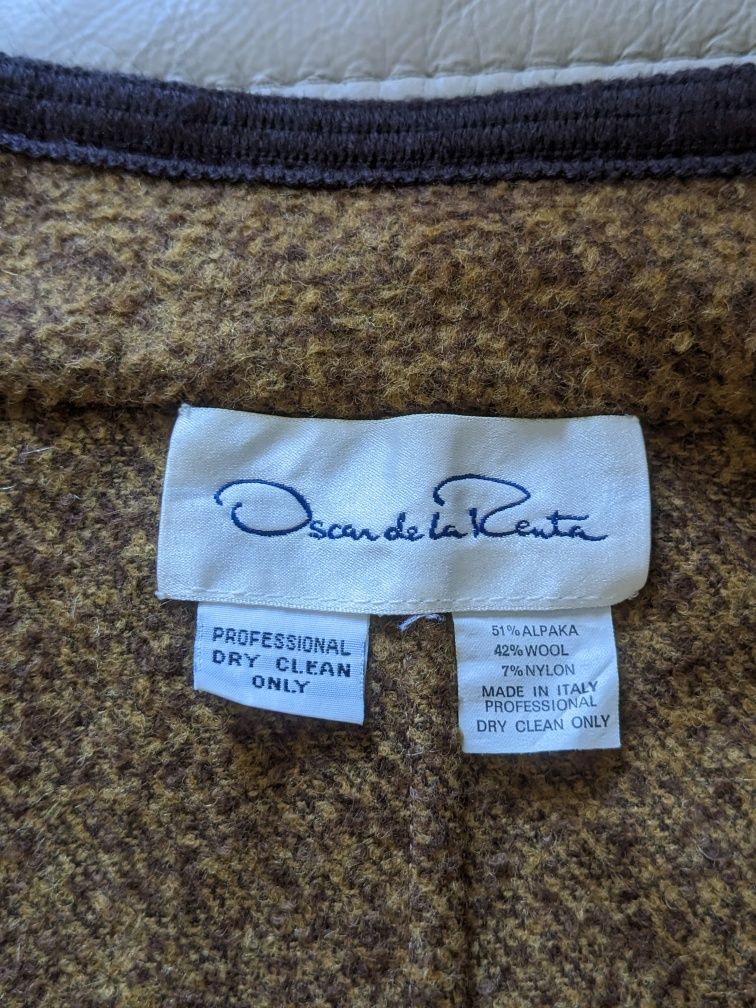 Oscar de la Renta
PROFESSIONAL
DRY CLEAN
ONLY
51% ALPAKA
42% WOOL
7% NYLON
MADE IN ITALY
PROFESSIONAL
DRY CLEAN ONLY